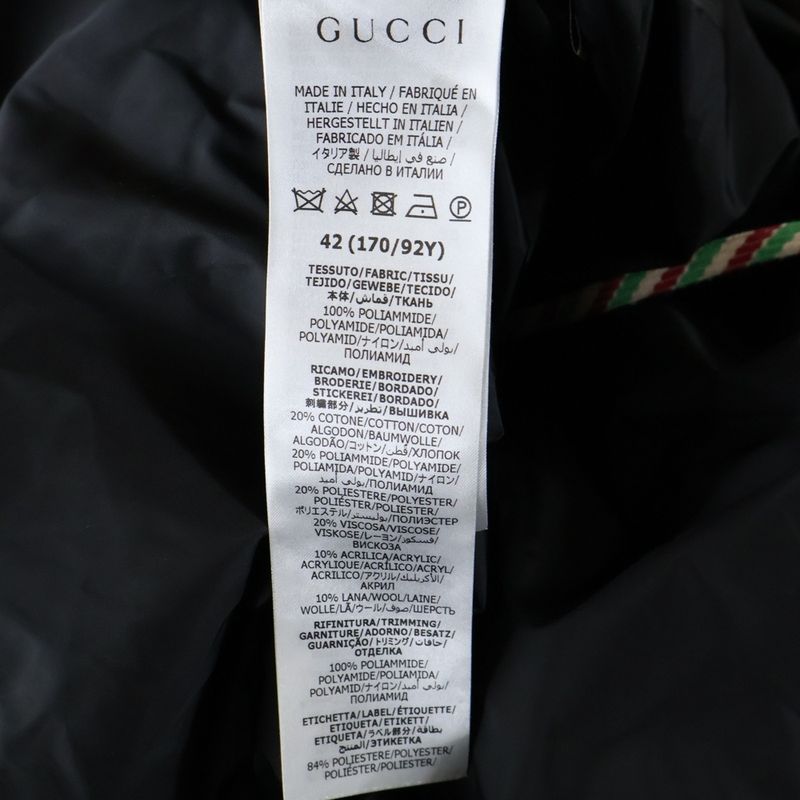 GUCCI
MADE IN ITALY / FABRIQUÉ EN
ITALIE / HECHO EN ITALIA /
HERGESTELLT IN ITALIEN /
FABRICADO EM ITÁLIA /
イタリア製 / صنع في إيطاليا /
СДЕЛАНО В ИТАЛИИ
P
42 (170/92Y)
TESSUTO/FABRIC/TISSU/
TEJIDO/GEWEBE/TECIDO/
本体/قماش/ТКАНЬ
100% POLIAMMIDE/
POLYAMIDE/POLIAMIDA/
POLYAMID/ナイロン/بولي أميد/
ПОЛИАМИД
RICAMO/EMBROIDERY/
BRODERIE/BORDADO/
STICKEREI/BORDADO/
刺繍部分/تطريز/ВЫШИВКА
20% COTONE/COTTON/COTON/
ALGODON/BAUMWOLLE/
ALGODÃO/コットン/قطن/ХЛОПОК
20% POLIAMMIDE/POLYAMIDE/
POLIAMIDA/POLYAMID/ナイロン/
بولي أميد/ПОЛИАМИД
20% POLIESTERE/POLYESTER/
POLIÉSTER/POLIESTER/
ポリエステル/بوليستر/ПОЛИЭСТЕР
20% VISCOSA/VISCOSE/
VISKOSE/レーヨン/فسكوز/
ВИСКОЗА
10% ACRILICA/ACRYLIC/
ACRYLIQUE/ACRÍLICO/ACRYL/
ACRILICO/アクリル/الأكريليك/
АКРИЛ
10% LANA/WOOL/LAINE/
WOLLE/LÃ/ウール/صوف/ШЕРСТЬ
RIFINITURA/TRIMMING/
GARNITURE/ADORNO/BESATZ/
GUARNIÇÃO/トリミング/حافات/
ОТДЕЛКА
100% POLIAMMIDE/
POLYAMIDE/POLIAMIDA/
POLYAMID/ナイロン/بولي أميد/
ПОЛИАМИД
ETICHETTA/LABEL/ÉTIQUETTE/
ETIQUETA/ETIKETT/
ETIQUETA/ラベル部分/بطاقة
المنتج/ЭТИКЕТКА
84% POLIESTERE/POLYESTER/
POLIÉSTER/POLIESTER/